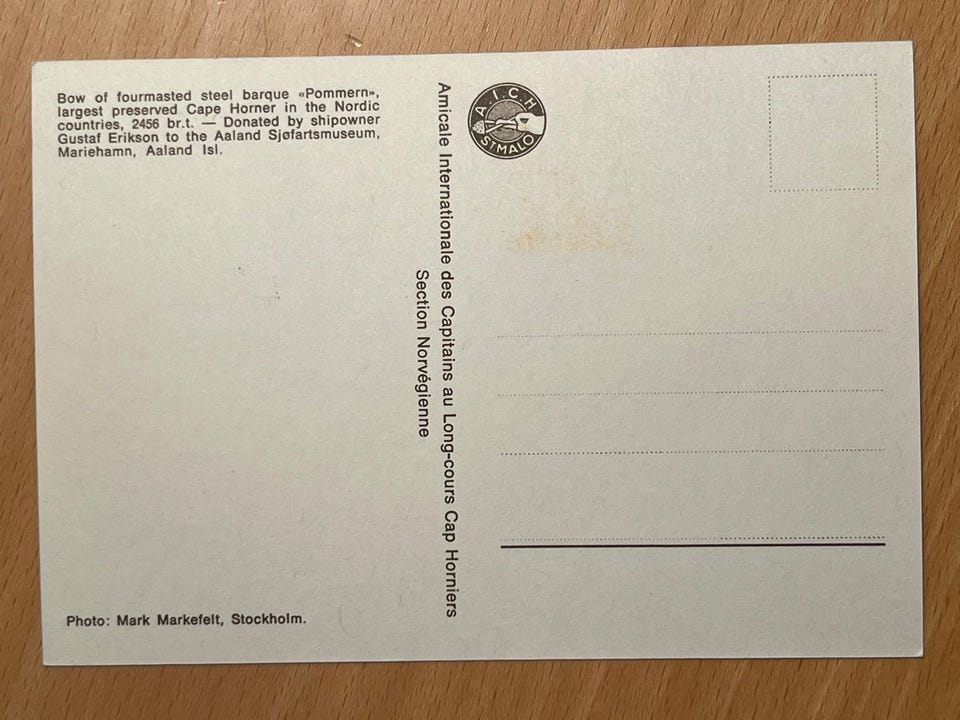 Bow of fourmasted steel barque «Pommern»,
largest preserved Cape Horner in the Nordic
countries, 2456 br.t. — Donated by shipowner
Gustaf Erikson to the Aaland Sjøfartsmuseum,
Mariehamn, Aaland Isl.
Photo: Mark Markefelt, Stockholm.
Amicale Internationale des Capitains au Long-cours Cap Horniers
Section Norvégienne
A.I.C.H
ST MALO